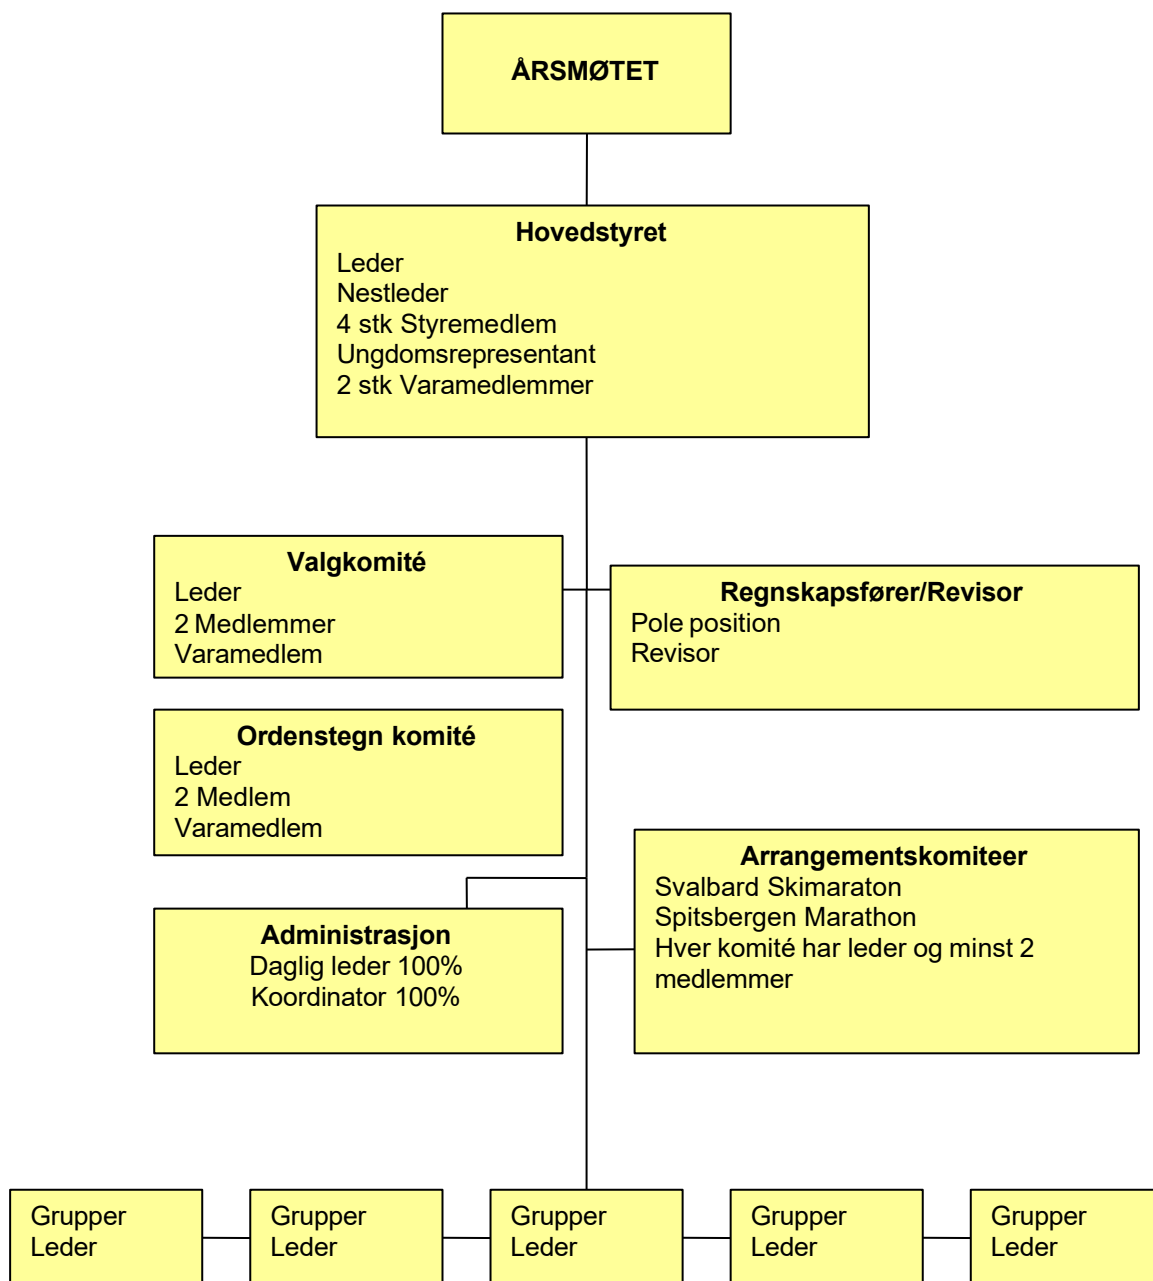 ÅRSMØTET
Hovedstyret
Leder
Nestleder
4 stk Styremedlem
Ungdomsrepresentant
2 stk Varamedlemmer
Valgkomité
Leder
2 Medlemmer
Varamedlem
Regnskapsfører/Revisor
Pole position
Revisor
Ordenstegn komité
Leder
2 Medlem
Varamedlem
Arrangementskomiteer
Svalbard Skimaraton
Spitsbergen Marathon
Hver komité har leder og minst 2
medlemmer
Administrasjon
Daglig leder 100%
Koordinator 100%
Grupper
Leder
Grupper
Leder
Grupper
Leder
Grupper
Leder
Grupper
Leder